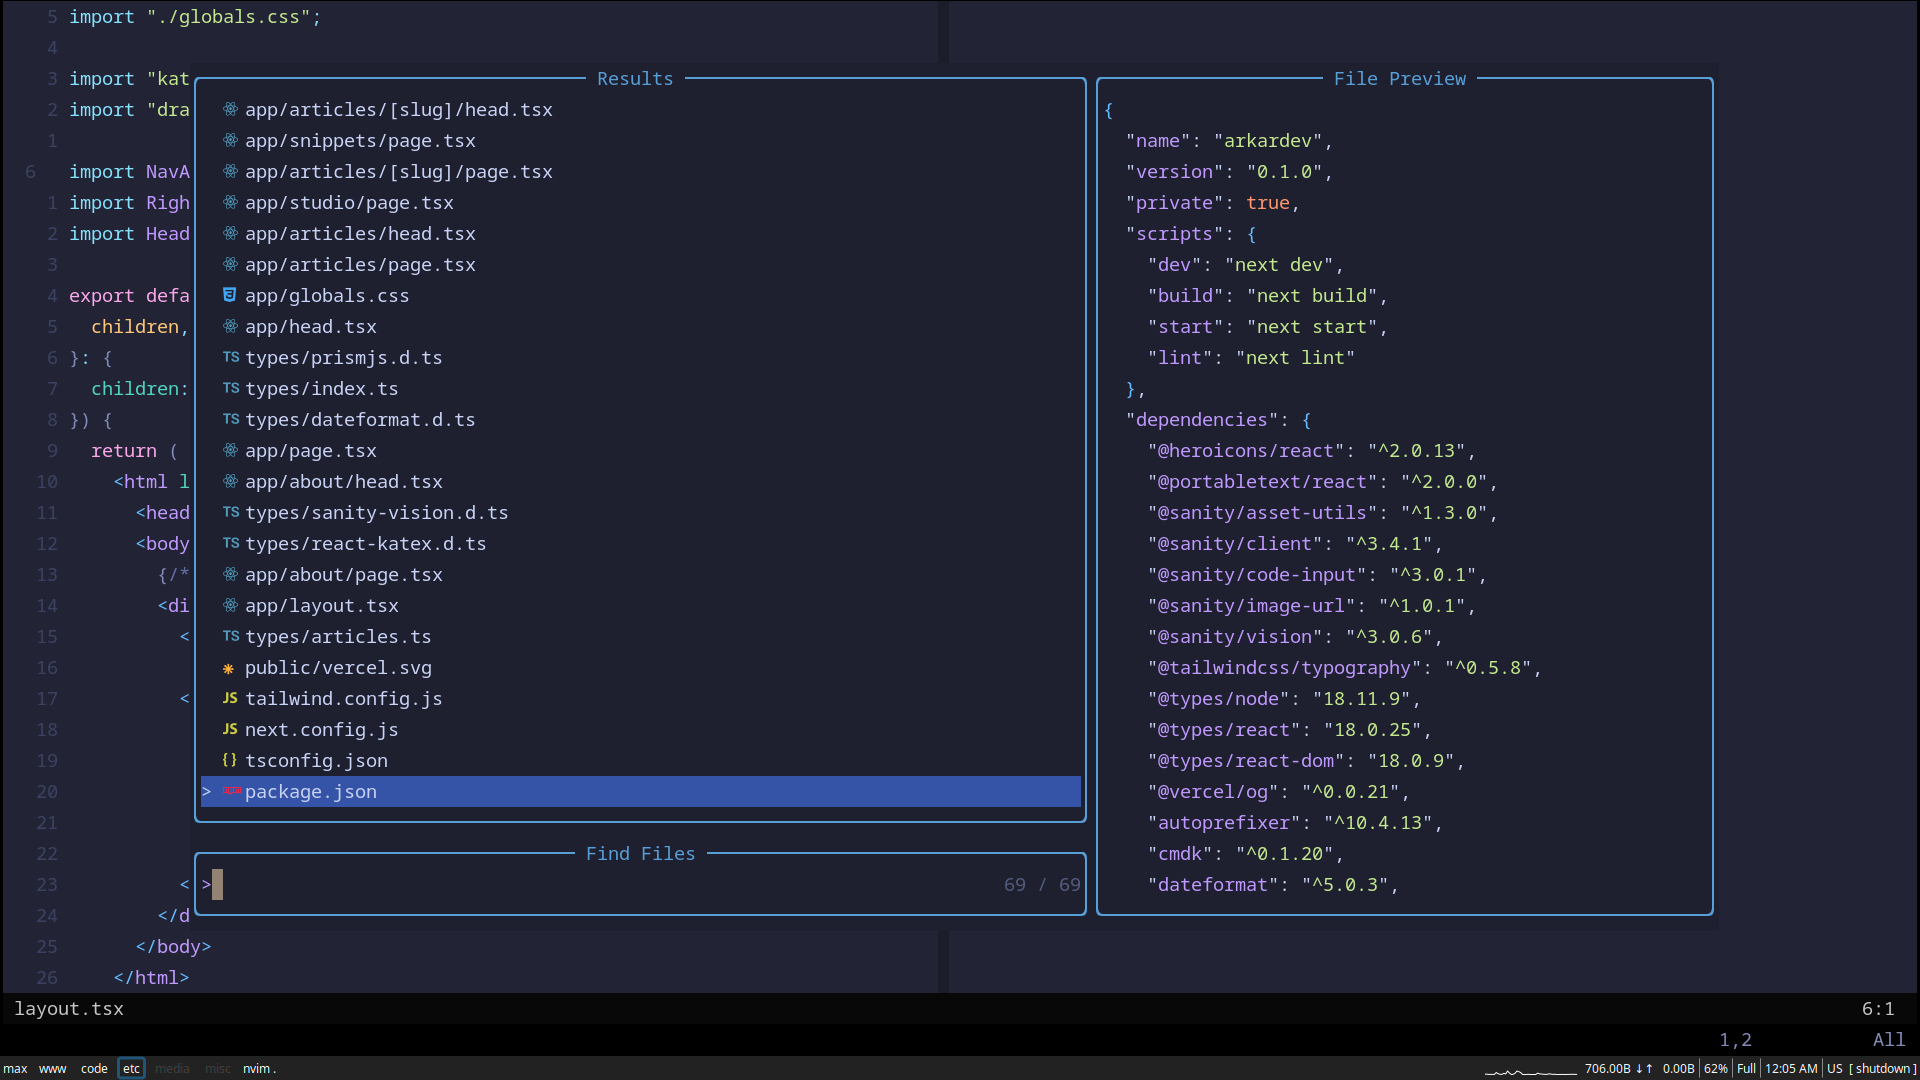 5 import "./globals.css";
4
3 import "kat
2 import "dra
1
6 import NavA
1 import Righ
2 import Head
3
4 export defa
5 children,
6 }: {
7 children:
8 }) {
9 return (
10 <html l
11 <head
12 <body
13 {/*
14 <di
15 <
16
17 <
18
19
20
21
22
23 <
24 </d
25 </body>
26 </html>
Results
app/articles/[slug]/head.tsx
app/snippets/page.tsx
app/articles/[slug]/page.tsx
app/studio/page.tsx
app/articles/head.tsx
app/articles/page.tsx
app/globals.css
app/head.tsx
TS types/prismjs.d.ts
TS types/index.ts
TS types/dateformat.d.ts
app/page.tsx
app/about/head.tsx
TS types/sanity-vision.d.ts
TS types/react-katex.d.ts
app/about/page.tsx
app/layout.tsx
TS types/articles.ts
public/vercel.svg
JS tailwind.config.js
JS next.config.js
{} tsconfig.json
> package.json
Find Files
> 69 / 69
File Preview
{
"name": "arkardev",
"version": "0.1.0",
"private": true,
"scripts": {
"dev": "next dev",
"build": "next build",
"start": "next start",
"lint": "next lint"
},
"dependencies": {
"@heroicons/react": "^2.0.13",
"@portabletext/react": "^2.0.0",
"@sanity/asset-utils": "^1.3.0",
"@sanity/client": "^3.4.1",
"@sanity/code-input": "^3.0.1",
"@sanity/image-url": "^1.0.1",
"@sanity/vision": "^3.0.6",
"@tailwindcss/typography": "^0.5.8",
"@types/node": "18.11.9",
"@types/react": "18.0.25",
"@types/react-dom": "18.0.9",
"@vercel/og": "^0.0.21",
"autoprefixer": "^10.4.13",
"cmdk": "^0.1.20",
"dateformat": "^5.0.3",
layout.tsx 6:1
1,2 All
max www code etc media misc nvim . 706.00B ↓↑ 0.00B | 62% | Full | 12:05 AM | US [ shutdown ]